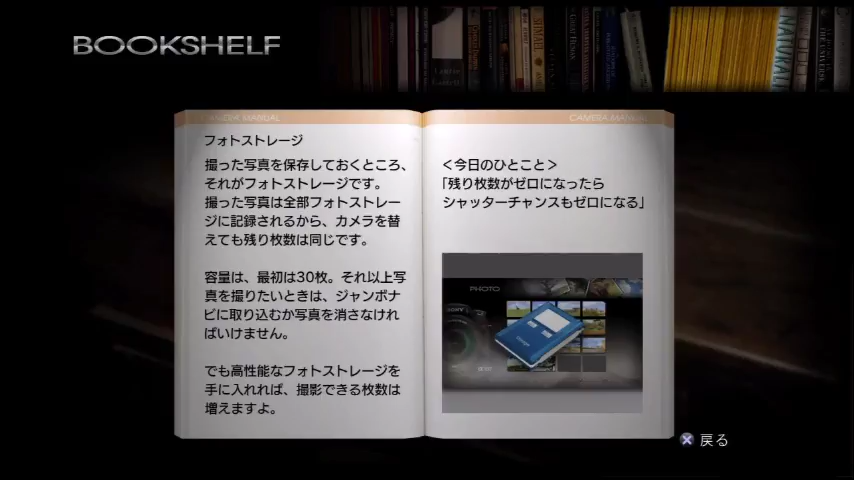 BOOKSHELF
CAMERA MANUAL
フォトストレージ
撮った写真を保存しておくところ、
それがフォトストレージです。
撮った写真は全部フォトストレー
ジに記録されるから、カメラを替
えても残り枚数は同じです。
容量は、最初は30枚。それ以上写
真を撮りたいときは、ジャンボナ
ビに取り込むか写真を消さなけれ
ばいけません。
でも高性能なフォトストレージを
手に入れれば、撮影できる枚数は
増えますよ。
CAMERA MANUAL
＜今日のひとこと＞
「残り枚数がゼロになったら
シャッターチャンスもゼロになる」
PHOTO
SONY
戻る